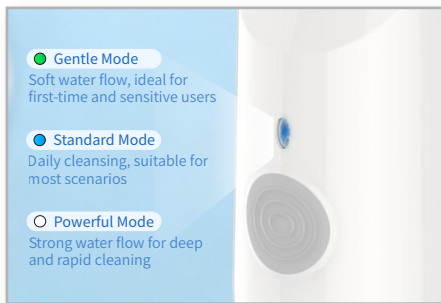 Gentle Mode
Soft water flow, ideal for
first-time and sensitive users
Standard Mode
Daily cleansing, suitable for
most scenarios
Powerful Mode
Strong water flow for deep
and rapid cleaning